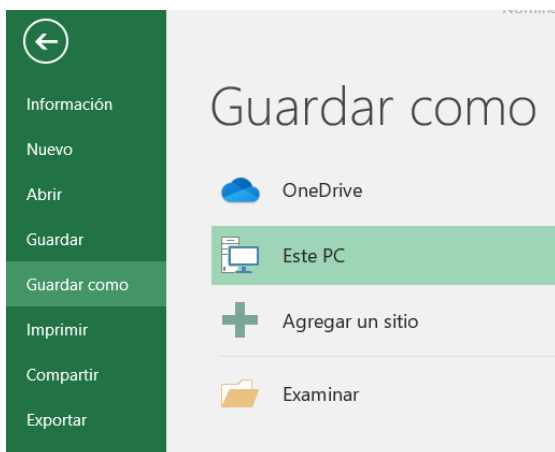 Información
Nuevo
Abrir
Guardar
Guardar como
Imprimir
Compartir
Exportar
Guardar como
OneDrive
Este PC
Agregar un sitio
Examinar